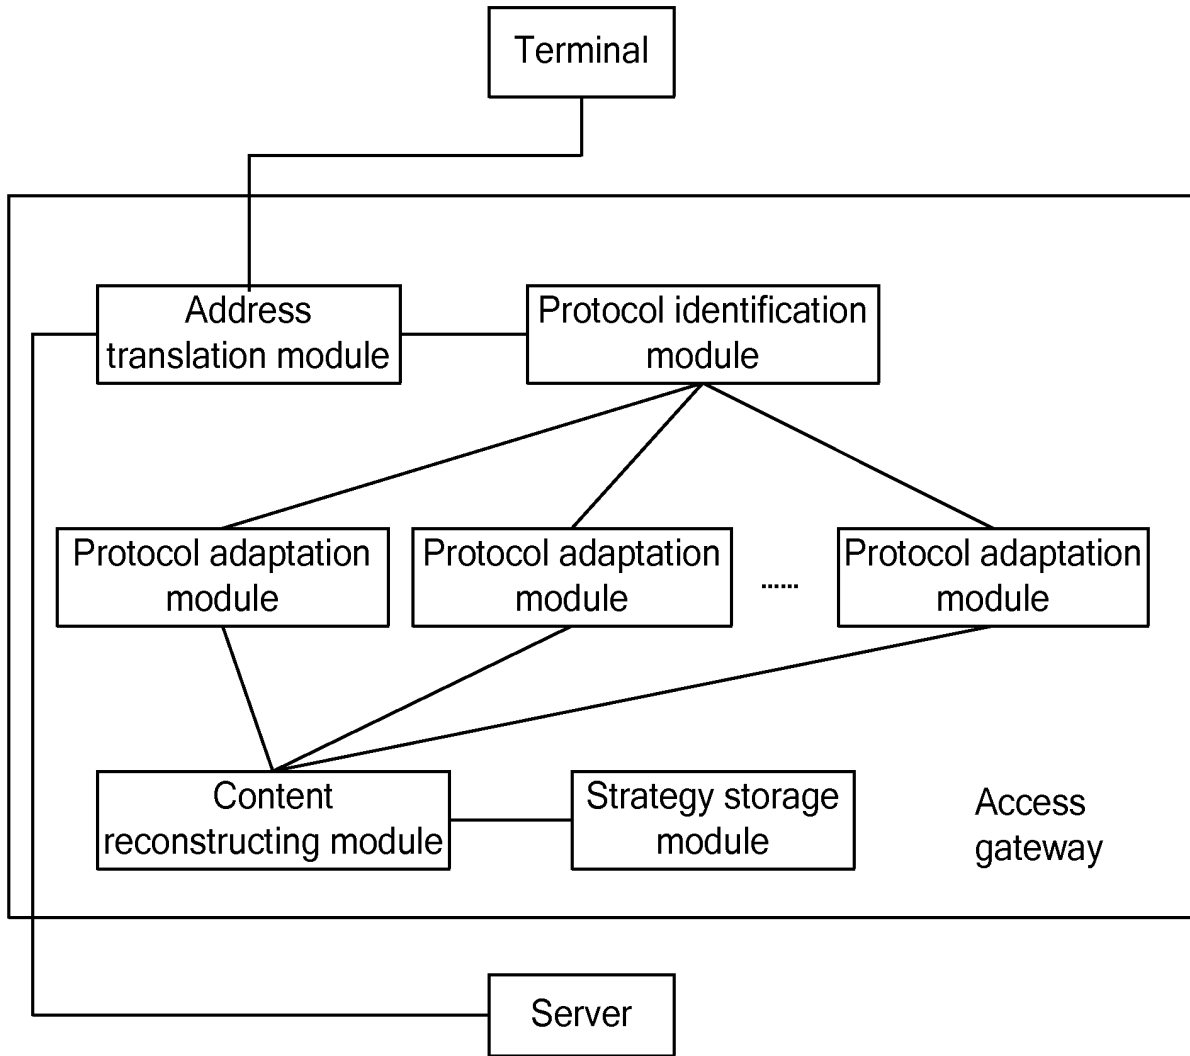 Terminal
Address
translation module
Protocol identification
module
Protocol adaptation
module
Protocol adaptation
module
......
Protocol adaptation
module
Content
reconstructing module
Strategy storage
module
Access
gateway
Server